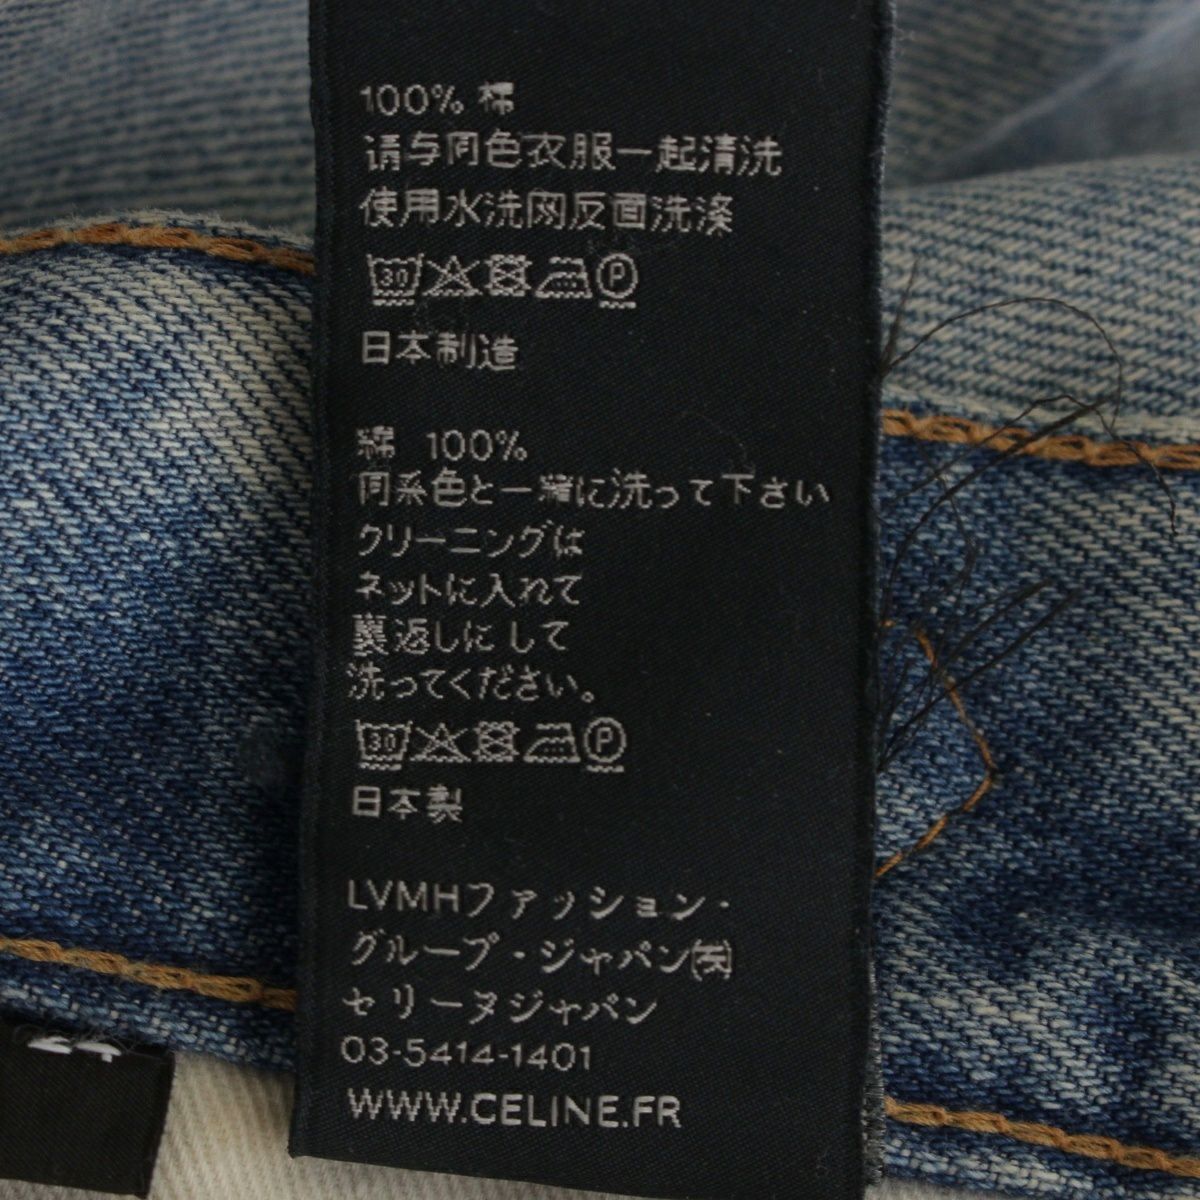 100% 棉
请与同色衣服一起清洗
使用水洗网反面洗涤
30 P
日本制造
綿 100%
同系色と一緒に洗って下さい
クリーニングは
ネットに入れて
裏返しにして
洗ってください。
30 P
日本製
LVMHファッション・
グループ・ジャパン㈱
セリーヌジャパン
03-5414-1401
WWW.CELINE.FR